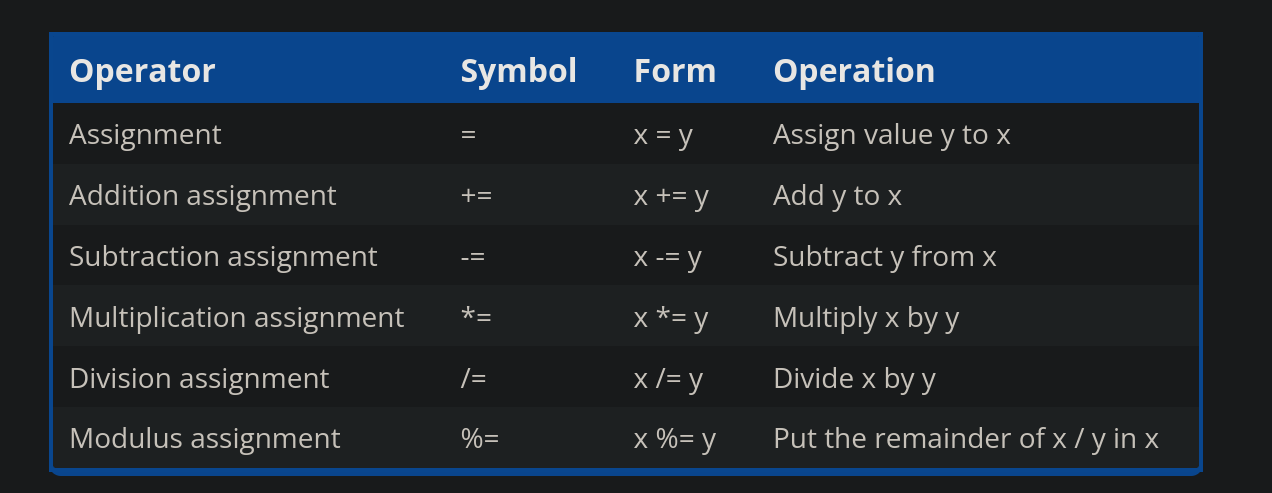 Operator Symbol Form Operation
Assignment = x = y Assign value y to x
Addition assignment += x += y Add y to x
Subtraction assignment -= x -= y Subtract y from x
Multiplication assignment *= x *= y Multiply x by y
Division assignment /= x /= y Divide x by y
Modulus assignment %= x %= y Put the remainder of x / y in x